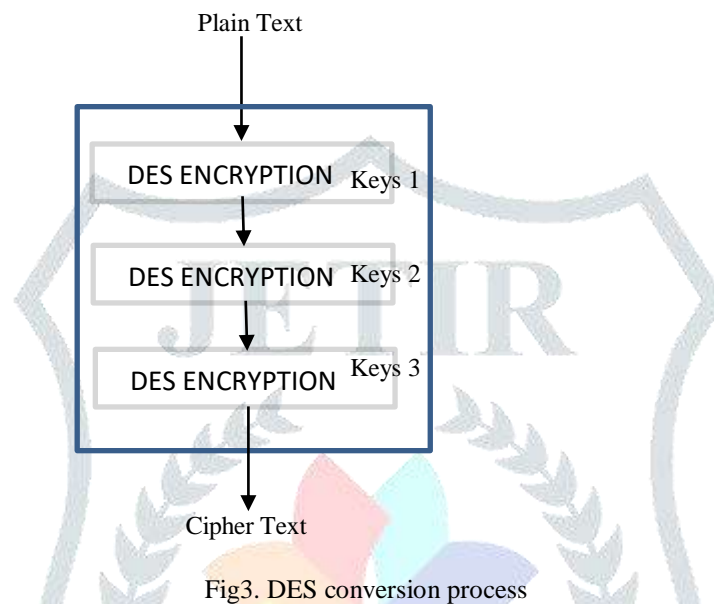 Plain Text
DES ENCRYPTION Keys 1
DES ENCRYPTION Keys 2
JETIR
DES ENCRYPTION Keys 3
Cipher Text
Fig3. DES conversion process